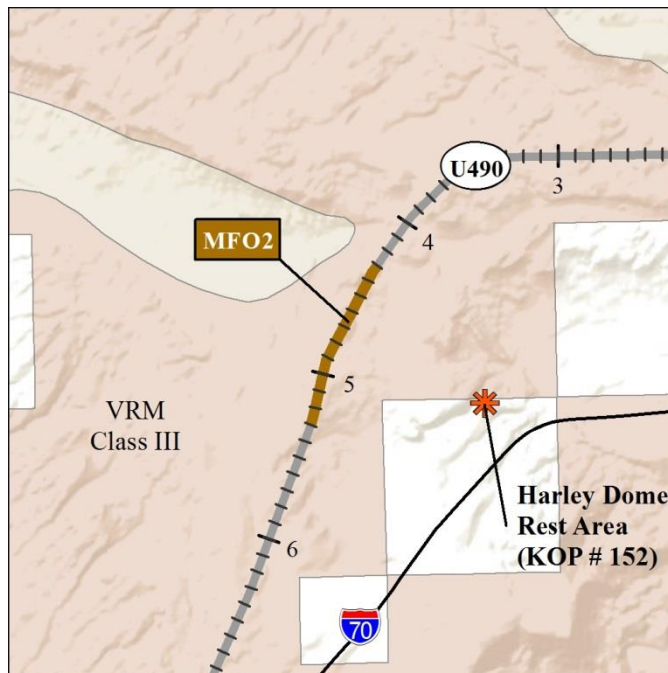 U490
3
4
MFO2
5
VRM
Class III
Harley Dome
Rest Area
(KOP # 152)
6
70